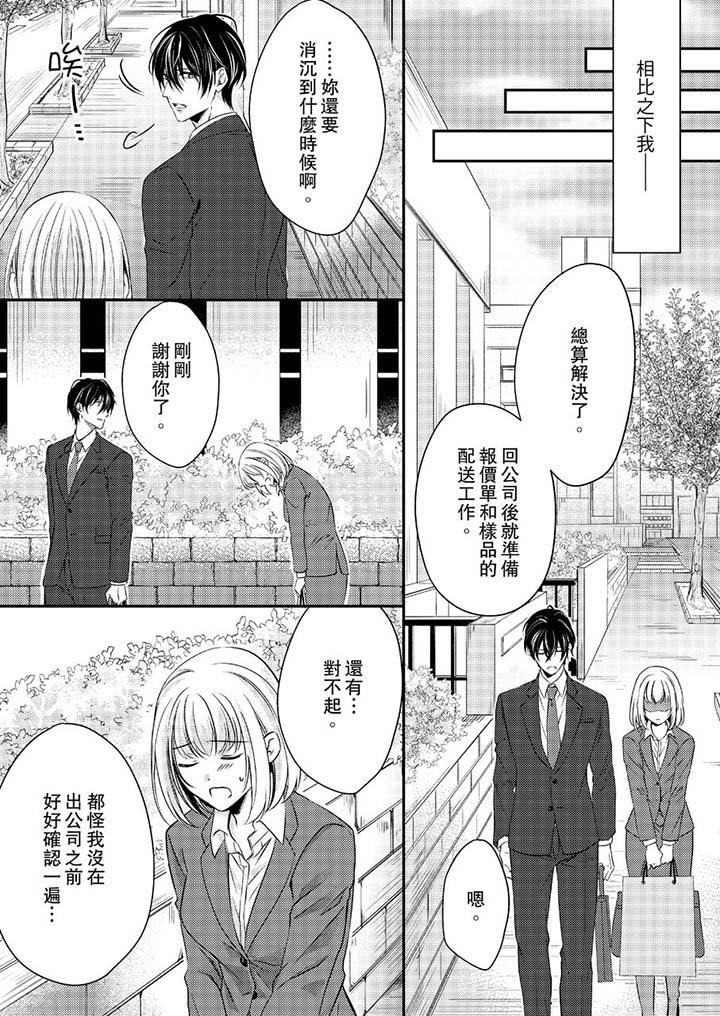 相比之下我──
總算解決了。
回公司後就準備
報價單和樣品的
配送工作。
嗯。
……妳還要
消沉到什麼時候啊。
唉ー…
剛剛
謝謝你了。
還有…
對不起。
都怪我沒在
出公司之前
好好確認一遍…